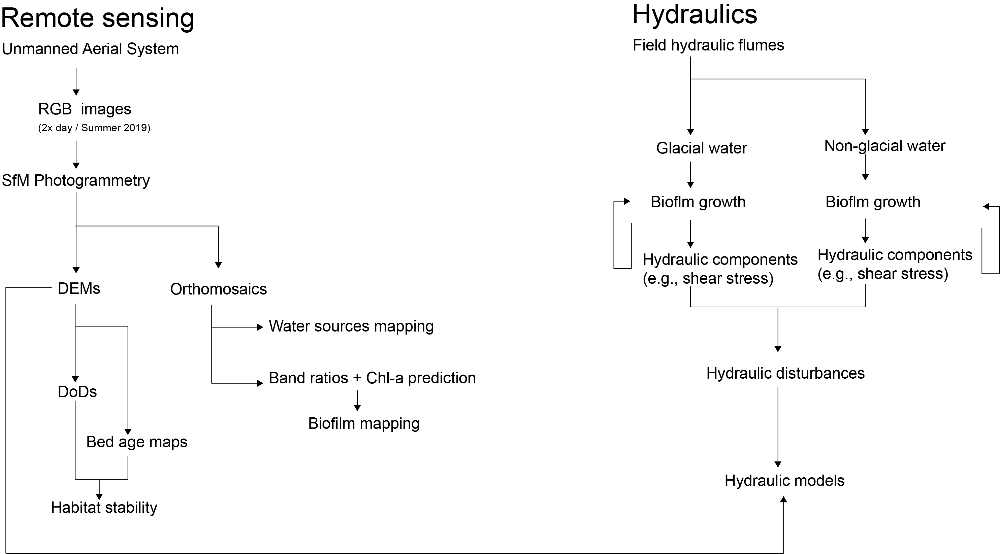 Remote sensing
Unmanned Aerial System
RGB images
(2x day / Summer 2019)
SfM Photogrammetry
DEMs
Orthomosaics
Water sources mapping
Band ratios + Chl-a prediction
DoDs
Biofilm mapping
Bed age maps
Habitat stability
Hydraulics
Field hydraulic flumes
Glacial water
Non-glacial water
Bioflm growth
Bioflm growth
Hydraulic components
(e.g., shear stress)
Hydraulic components
(e.g., shear stress)
Hydraulic disturbances
Hydraulic models